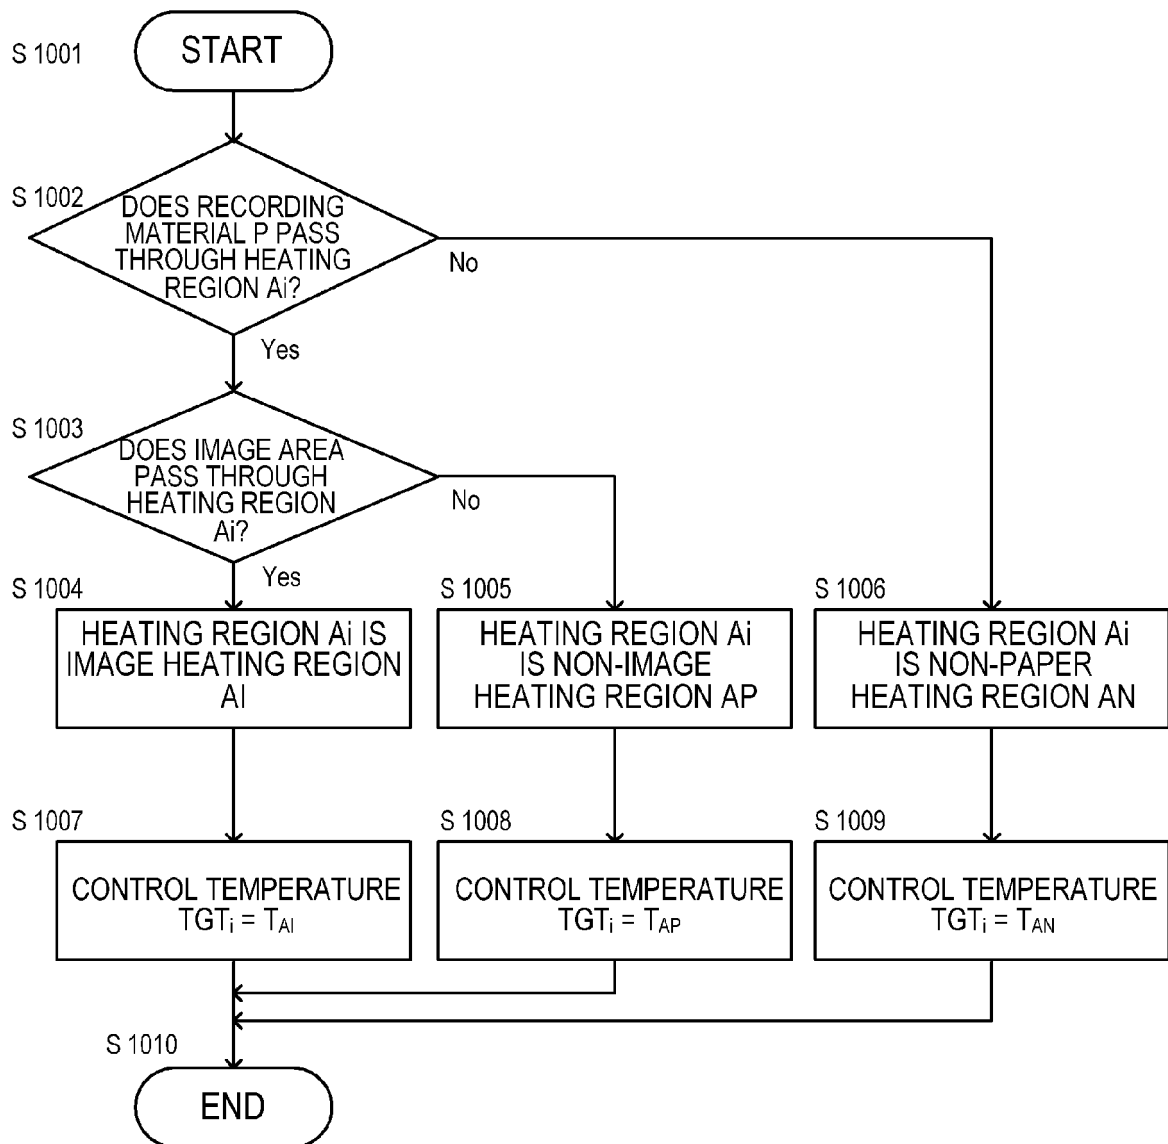 S 1001
START
S 1002
DOES RECORDING
MATERIAL P PASS
THROUGH HEATING
REGION Ai?
No
Yes
S 1003
DOES IMAGE AREA
PASS THROUGH
HEATING REGION
Ai?
No
Yes
S 1004
HEATING REGION Ai IS
IMAGE HEATING REGION
AI
S 1005
HEATING REGION Ai
IS NON-IMAGE
HEATING REGION AP
S 1006
HEATING REGION Ai
IS NON-PAPER
HEATING REGION AN
S 1007
CONTROL TEMPERATURE
TGTi = TAI
S 1008
CONTROL TEMPERATURE
TGTi = TAP
S 1009
CONTROL TEMPERATURE
TGTi = TAN
S 1010
END